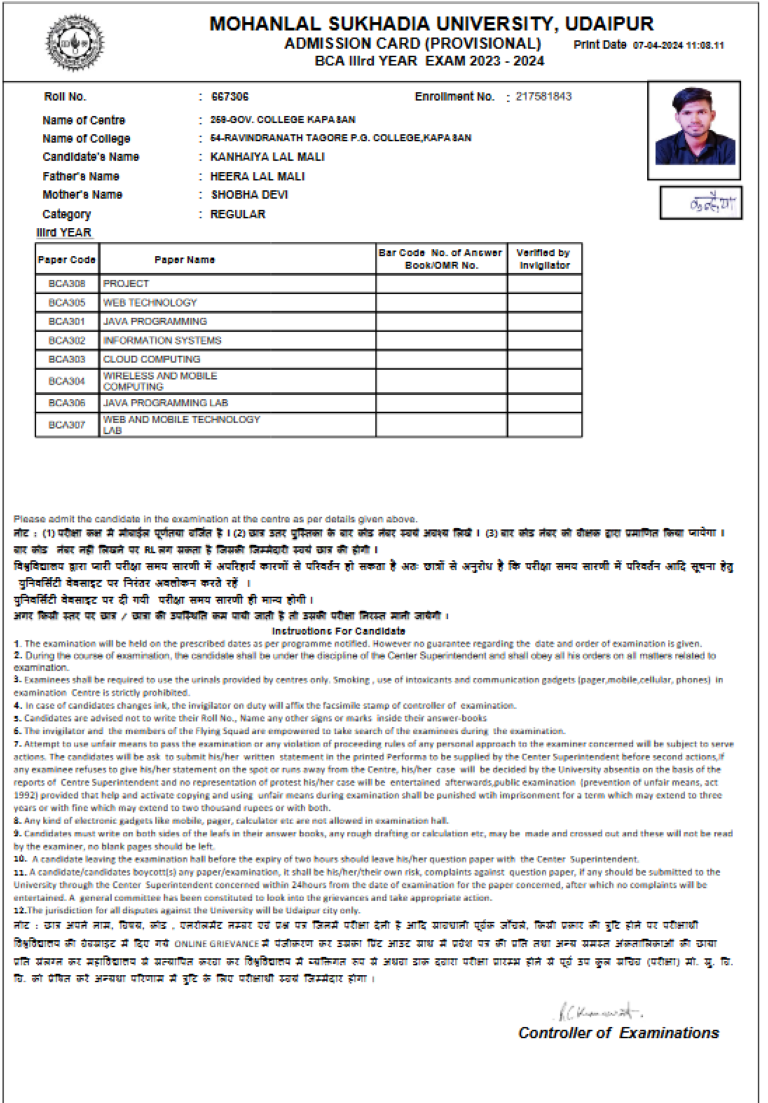 MOHANLAL SUKHADIA UNIVERSITY, UDAIPUR
ADMISSION CARD (PROVISIONAL) Print Date 07-04-2024 11:08.11
BCA IIIrd YEAR EXAM 2023 - 2024
Roll No. : 667306 Enrollment No. : 217581843
Name of Centre : 259-GOV. COLLEGE KAPASAN
Name of College : 54-RAVINDRANATH TAGORE P.G. COLLEGE,KAPASAN
Candidate's Name : KANHAIYA LAL MALI
Father's Name : HEERA LAL MALI
Mother's Name : SHOBHA DEVI
Category : REGULAR
कन्हैया
IIIrd YEAR
Paper Code Paper Name Bar Code No. of Answer Book/OMR No. Verified by Invigilator
BCA308 PROJECT
BCA305 WEB TECHNOLOGY
BCA301 JAVA PROGRAMMING
BCA302 INFORMATION SYSTEMS
BCA303 CLOUD COMPUTING
BCA304 WIRELESS AND MOBILE COMPUTING
BCA306 JAVA PROGRAMMING LAB
BCA307 WEB AND MOBILE TECHNOLOGY LAB
Please admit the candidate in the examination at the centre as per details given above.
नोट : (1) परीक्षा कक्ष में मोबाईल पूर्णतया वर्जित है । (2) छात्र उतर पुस्तिका के बार कोड नंबर स्वयं अवश्य लिखें । (3) बार कोड नंबर को वीक्षक द्वारा प्रमाणित किया जायेगा ।
बार कोड नंबर नहीं लिखने पर RL लग सकता है जिसकी जिम्मेदारी स्वयं छात्र की होगी ।
विश्वविद्यालय द्वारा जारी परीक्षा समय सारणी में अपरिहार्य कारणों से परिवर्तन हो सकता है अतः छात्रों से अनुरोध है कि परीक्षा समय सारणी में परिवर्तन आदि सूचना हेतु
युनिवर्सिटी वेबसाइट पर निरंतर अवलोकन करते रहें ।
युनिवर्सिटी वेबसाइट पर दी गयी परीक्षा समय सारणी ही मान्य होगी ।
अगर किसी स्तर पर छात्र / छात्रा की उपस्थिति कम पायी जाती है तो उसकी परीक्षा निरस्त मानी जायेगी ।
Instructions For Candidate
1. The examination will be held on the prescribed dates as per programme notified. However no guarantee regarding the date and order of examination is given.
2. During the course of examination, the candidate shall be under the discipline of the Center Superintendent and shall obey all his orders on all matters related to
examination.
3. Examinees shall be required to use the urinals provided by centres only. Smoking , use of intoxicants and communication gadgets (pager,mobile,cellular, phones) in
examination Centre is strictly prohibited.
4. In case of candidates changes ink, the invigilator on duty will affix the facsimile stamp of controller of examination.
5. Candidates are advised not to write their Roll No., Name any other signs or marks inside their answer-books
6. The invigilator and the members of the Flying Squad are empowered to take search of the examinees during the examination.
7. Attempt to use unfair means to pass the examination or any violation of proceeding rules of any personal approach to the examiner concerned will be subject to serve
actions. The candidates will be ask to submit his/her written statement in the printed Performa to be supplied by the Center Superintendent before second actions,if
any examinee refuses to give his/her statement on the spot or runs away from the Centre, his/her case will be decided by the University absentia on the basis of the
reports of Centre Superintendent and no representation of protest his/her case will be entertained afterwards,public examination (prevention of unfair means, act
1992) provided that help and activate copying and using unfair means during examination shall be punished wtih imprisonment for a term which may extend to three
years or with fine which may extend to two thousand rupees or with both.
8. Any kind of electronic gadgets like mobile, pager, calculator etc are not allowed in examination hall.
9. Candidates must write on both sides of the leafs in their answer books, any rough drafting or calculation etc, may be made and crossed out and these will not be read
by the examiner, no blank pages should be left.
10. A candidate leaving the examination hall before the expiry of two hours should leave his/her question paper with the Center Superintendent.
11. A candidate/candidates boycott(s) any paper/examination, it shall be his/her/their own risk, complaints against question paper, if any should be submitted to the
University through the Center Superintendent concerned within 24hours from the date of examination for the paper concerned, after which no complaints will be
entertained. A general committee has been constituted to look into the grievances and take appropriate action.
12.The jurisdiction for all disputes against the University will be Udaipur city only.
नोट : छात्र अपने नाम, विषय, कोड , एनरोलमेंट नम्बर एवं प्रश्न पत्र जिनमें परीक्षा देनी है आदि सावधानी पूर्वक जाँचलें, किसी प्रकार की त्रुटि होने पर परीक्षार्थी
विश्वविद्यालय की वेबसाइट में दिए गये ONLINE GRIEVANCE में पंजीकरण कर उसका प्रिंट आउट साथ में प्रवेश पत्र की प्रति तथा अन्य समस्त अंकतालिकाओं की छाया
प्रति संलग्न कर महाविद्यालय से सत्यापित करवा कर विश्वविद्यालय में व्यक्तिगत रूप से अथवा डाक द्वारा परीक्षा प्रारम्भ होने से पूर्व उप कुल सचिव (परीक्षा) मो. सु. वि.
वि. को प्रेषित करे अन्यथा परिणाम में त्रुटि के लिए परीक्षार्थी स्वयं जिम्मेदार होगा ।
Controller of Examinations